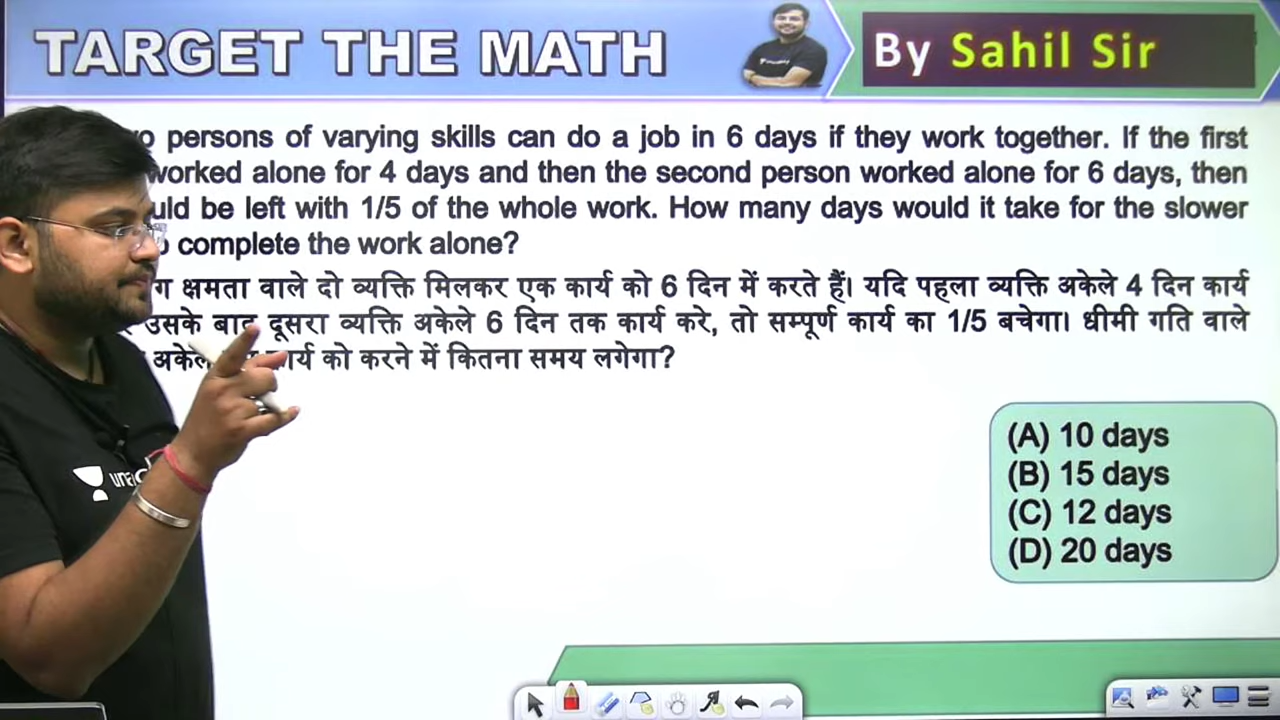 TARGET THE MATH
By Sahil Sir
persons of varying skills can do a job in 6 days if they work together. If the first
worked alone for 4 days and then the second person worked alone for 6 days, then
be left with 1/5 of the whole work. How many days would it take for the slower
complete the work alone?
क्षमता वाले दो व्यक्ति मिलकर एक कार्य को 6 दिन में करते हैं। यदि पहला व्यक्ति अकेले 4 दिन कार्य
उसके बाद दूसरा व्यक्ति अकेले 6 दिन तक कार्य करे, तो सम्पूर्ण कार्य का 1/5 बचेगा। धीमी गति वाले
कार्य को करने में कितना समय लगेगा?
(A) 10 days
(B) 15 days
(C) 12 days
(D) 20 days